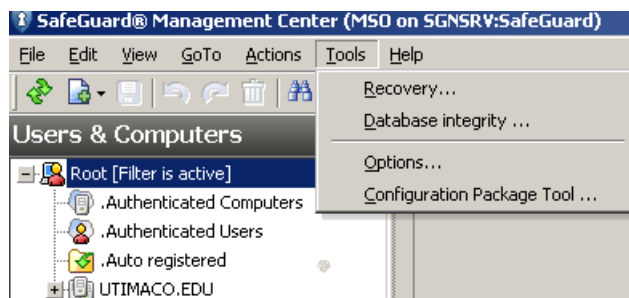 SafeGuard® Management Center (MSO on SGNSRV:SafeGuard)
File Edit View GoTo Actions Tools Help
Recovery...
Database integrity ...
Options...
Configuration Package Tool ...
Users & Computers
Root [Filter is active]
.Authenticated Computers
.Authenticated Users
.Auto registered
UTIMACO.EDU